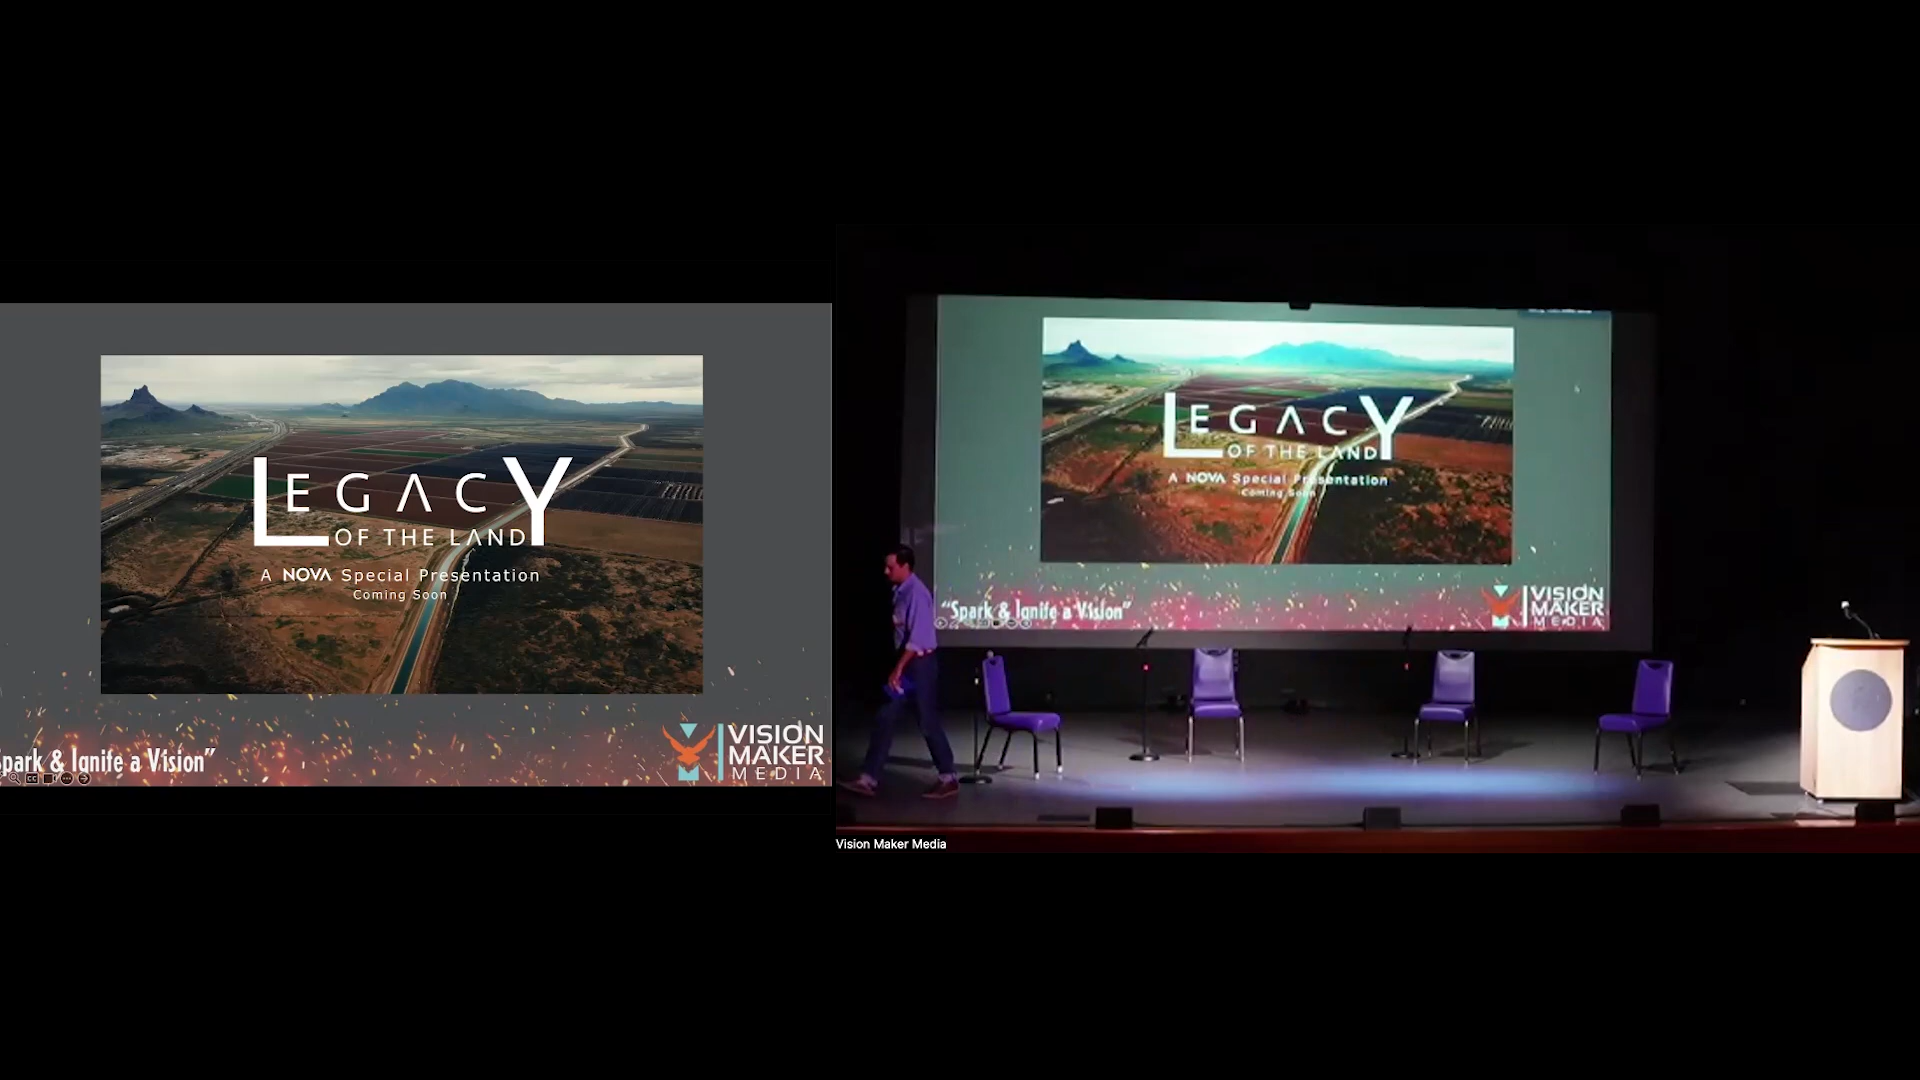 LEGACY
OF THE LAND
A NOVA Special Presentation
Coming Soon
park & Ignite a Vision"
VISION
MAKER
MEDIA
LEGACY
OF THE LAND
A NOVA Special Presentation
Coming Soon
"Spark & Ignite a Vision"
VISION
MAKER
MEDIA
Vision Maker Media